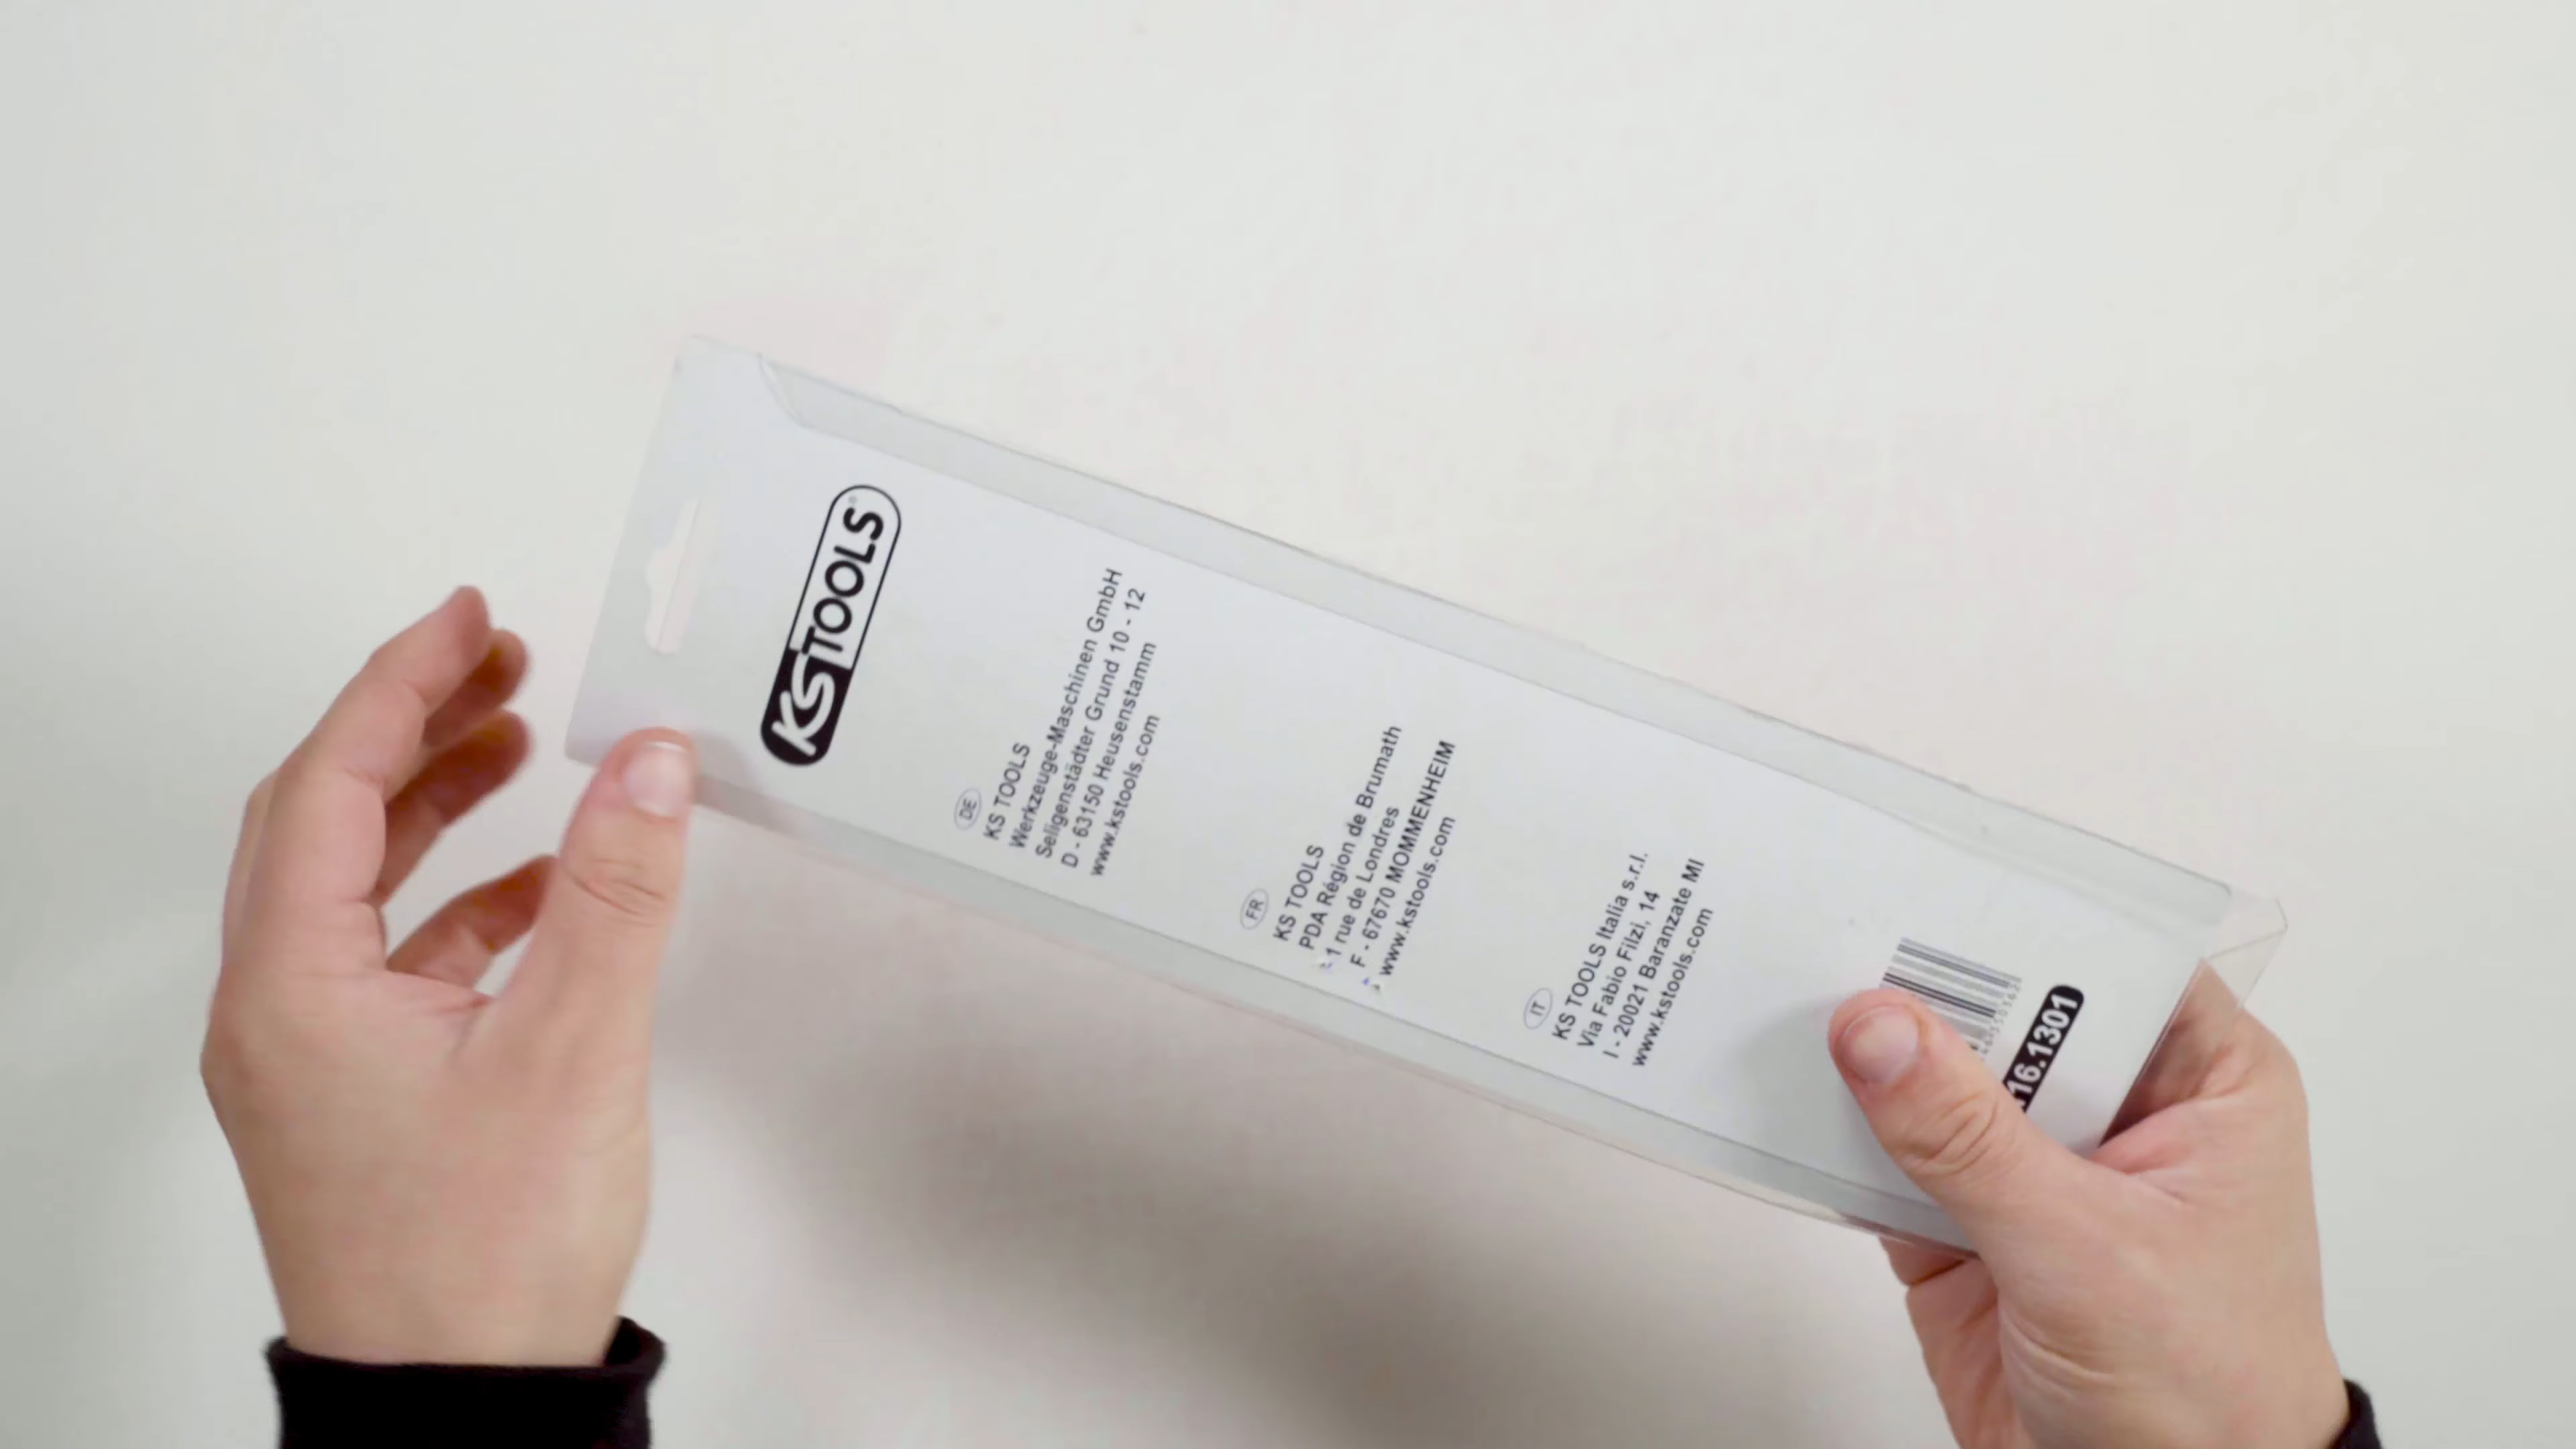 KS TOOLS
DE
KS TOOLS
Werkzeuge-Maschinen GmbH
Seligenstädter Grund 10 - 12
D - 63150 Heusenstamm
www.kstools.com
FR
KS TOOLS
PDA Région de Brumath
1 rue de Londres
F - 67670 MOMMENHEIM
www.kstools.com
IT
KS TOOLS Italia s.r.l.
Via Fabio Filzi, 14
I - 20021 Baranzate MI
www.kstools.com
16.1301